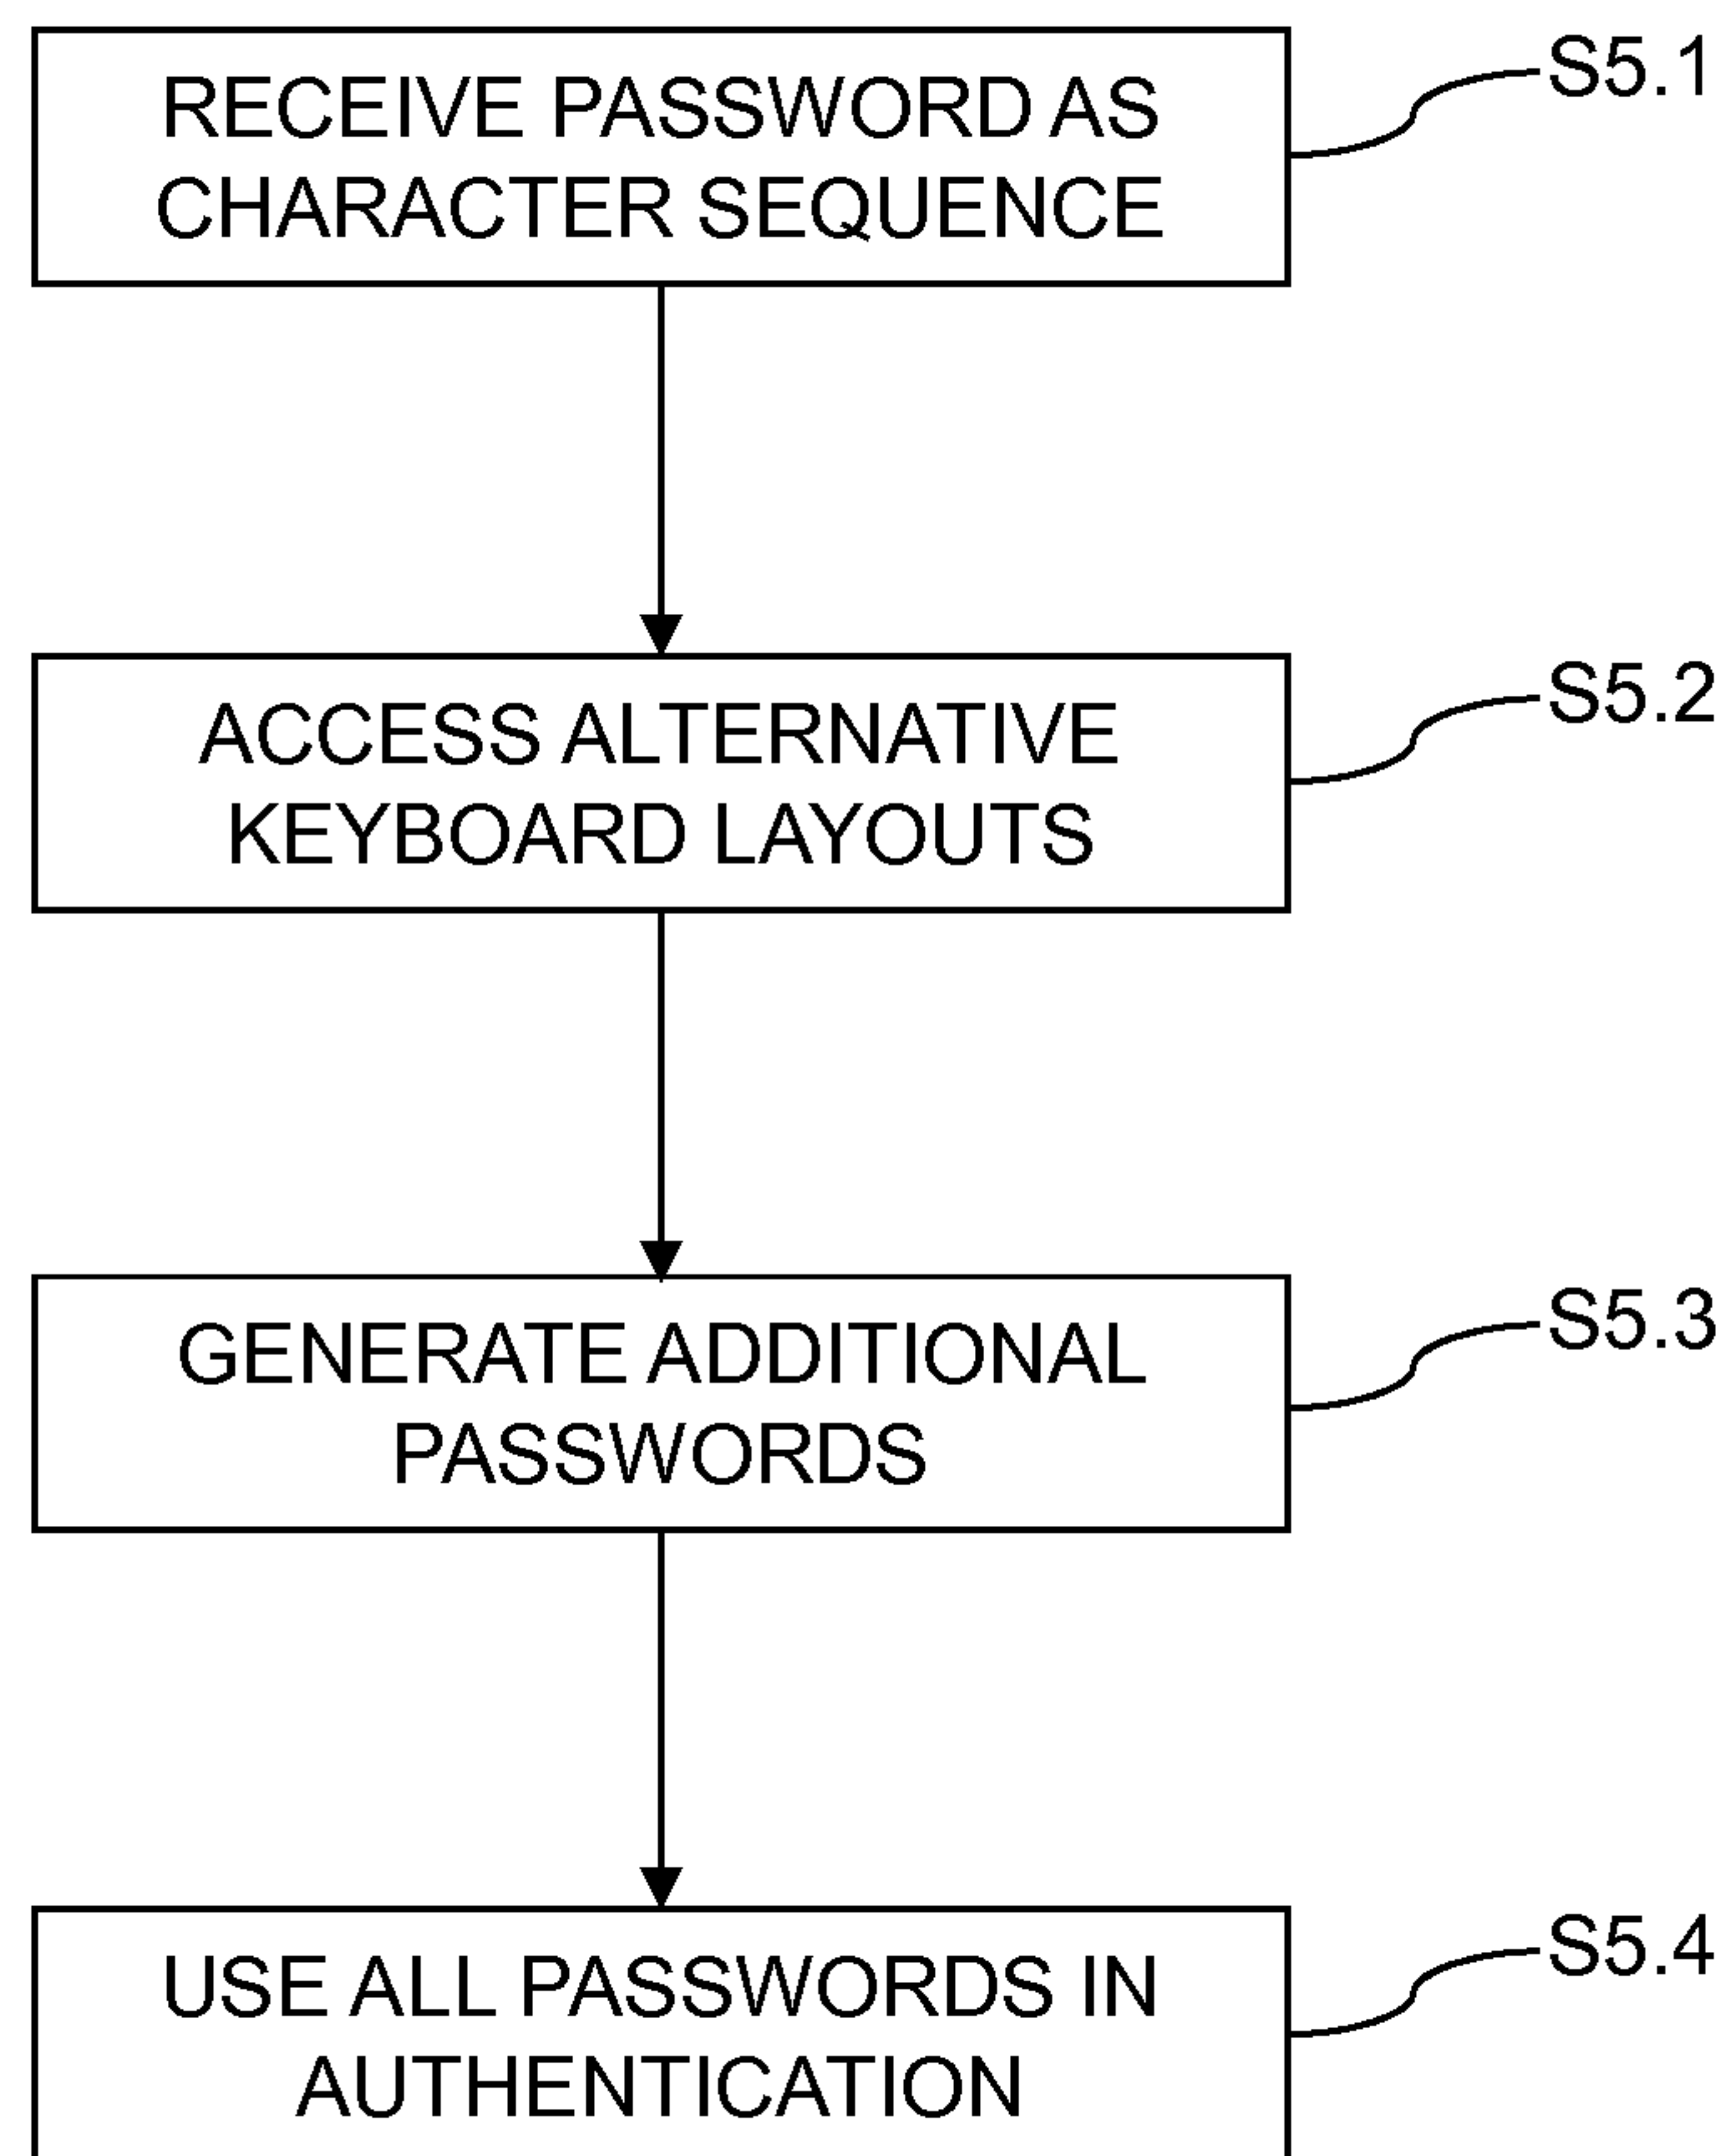 RECEIVE PASSWORD AS
CHARACTER SEQUENCE
S5.1
ACCESS ALTERNATIVE
KEYBOARD LAYOUTS
S5.2
GENERATE ADDITIONAL
PASSWORDS
S5.3
USE ALL PASSWORDS IN
AUTHENTICATION
S5.4